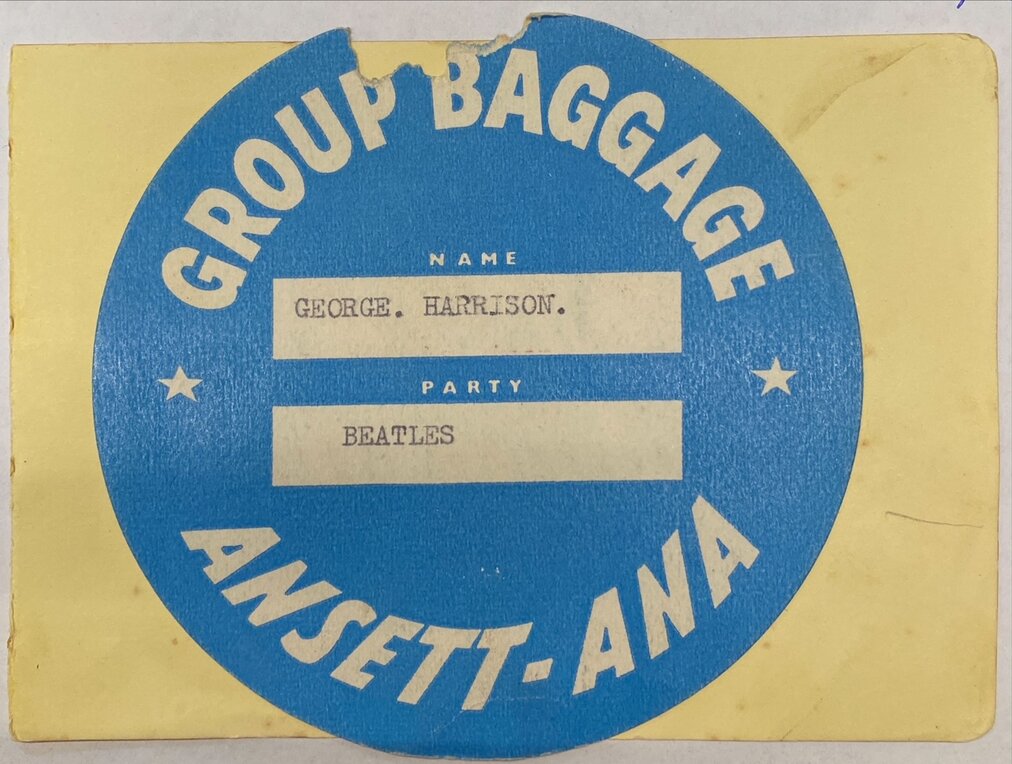 GROUP BAGGAGE
NAME
GEORGE. HARRISON.
PARTY
BEATLES
ANSETT-ANA